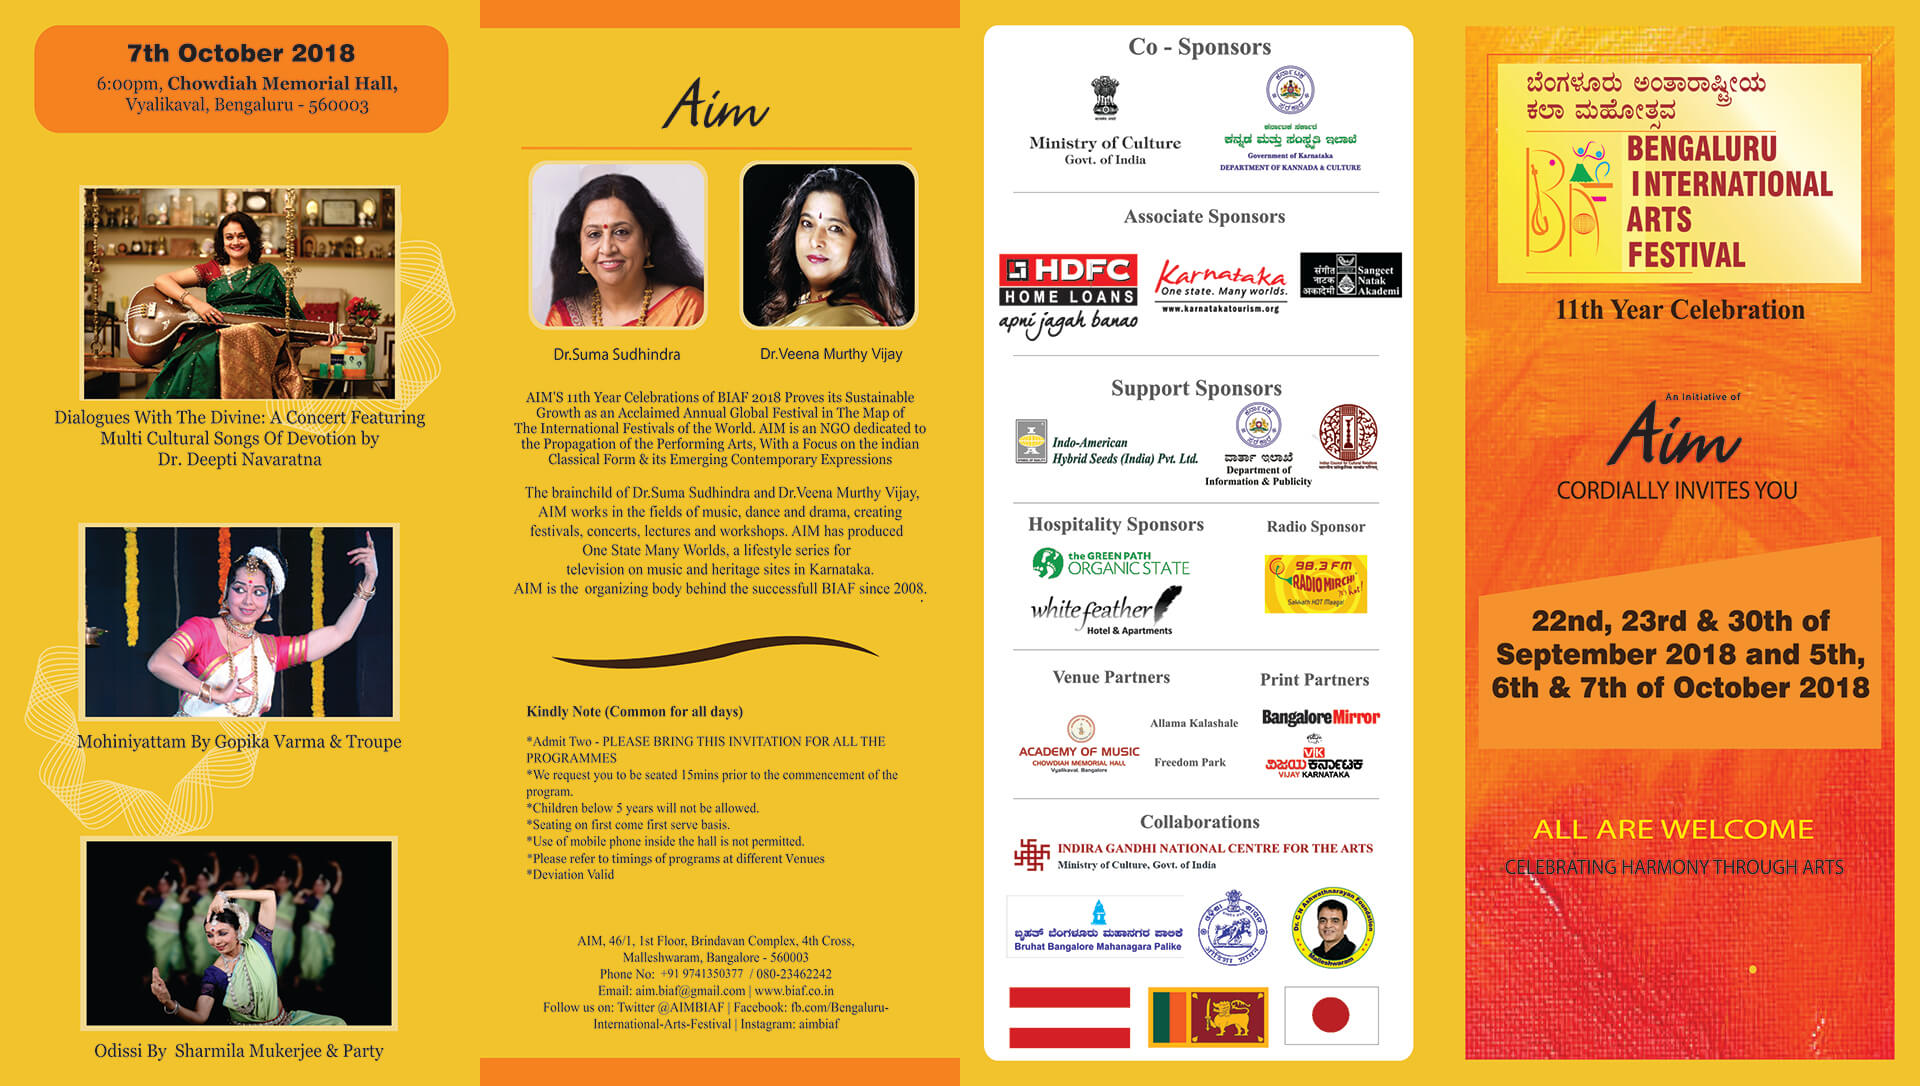 7th October 2018
6:00pm, Chowdiah Memorial Hall,
Vyalikaval, Bengaluru - 560003
Dialogues With The Divine: A Concert Featuring
Multi Cultural Songs Of Devotion by
Dr. Deepti Navaratna
Mohiniyattam By Gopika Varma & Troupe
Odissi By Sharmila Mukerjee & Party
Aim
Dr.Suma Sudhindra
Dr.Veena Murthy Vijay
AIM'S 11th Year Celebrations of BIAF 2018 Proves its Sustainable
Growth as an Acclaimed Annual Global Festival in The Map of
The International Festivals of the World. AIM is an NGO dedicated to
the Propagation of the Performing Arts, With a Focus on the indian
Classical Form & its Emerging Contemporary Expressions
The brainchild of Dr.Suma Sudhindra and Dr.Veena Murthy Vijay,
AIM works in the fields of music, dance and drama, creating
festivals, concerts, lectures and workshops. AIM has produced
One State Many Worlds, a lifestyle series for
television on music and heritage sites in Karnataka.
AIM is the organizing body behind the successfull BIAF since 2008.
Kindly Note (Common for all days)
*Admit Two - PLEASE BRING THIS INVITATION FOR ALL THE
PROGRAMMES
*We request you to be seated 15mins prior to the commencement of the
program.
*Children below 5 years will not be allowed.
*Seating on first come first serve basis.
*Use of mobile phone inside the hall is not permitted.
*Please refer to timings of programs at different Venues
*Deviation Valid
AIM, 46/1, 1st Floor, Brindavan Complex, 4th Cross,
Malleshwaram, Bangalore - 560003
Phone No: +91 9741350377 / 080-23462242
Email: aim.biaf@gmail.com | www.biaf.co.in
Follow us on: Twitter @AIMBIAF | Facebook: fb.com/Bengaluru-
International-Arts-Festival | Instagram: aimbiaf
Co - Sponsors
Ministry of Culture
Govt. of India
ಕರ್ನಾಟಕ ಸರ್ಕಾರ
ಕನ್ನಡ ಮತ್ತು ಸಂಸ್ಕೃತಿ ಇಲಾಖೆ
Government of Karnataka
DEPARTMENT OF KANNADA & CULTURE
Associate Sponsors
HDFC
HOME LOANS
apni jagah banao
Karnataka
One state. Many worlds.
www.karnatakatourism.org
संगीत
नाटक
अकादेमी
Sangeet
Natak
Akademi
Support Sponsors
Indo-American
Hybrid Seeds (India) Pvt. Ltd.
ವಾರ್ತಾ ಇಲಾಖೆ
Department of
Information & Publicity
Indian Council for Cultural Relations
Hospitality Sponsors
the GREEN PATH
ORGANIC STATE
white feather
Hotel & Apartments
Radio Sponsor
98.3 FM
RADIO MIRCHI
it's hot!
Sakkath HOT Maaga!
Venue Partners
ACADEMY OF MUSIC
CHOWDIAH MEMORIAL HALL
Vyalikaval, Bangalore
Allama Kalashale
Freedom Park
Print Partners
BangaloreMirror
VK
ವಿಜಯ ಕರ್ನಾಟಕ
VIJAY KARNATAKA
Collaborations
INDIRA GANDHI NATIONAL CENTRE FOR THE ARTS
Ministry of Culture, Govt. of India
ಬೃಹತ್ ಬೆಂಗಳೂರು ಮಹಾನಗರ ಪಾಲಿಕೆ
Bruhat Bangalore Mahanagara Palike
Dr. C N Ashwathnarayan Foundation
Malleshwaram
ಬೆಂಗಳೂರು ಅಂತಾರಾಷ್ಟ್ರೀಯ
ಕಲಾ ಮಹೋತ್ಸವ
BENGALURU
INTERNATIONAL
ARTS
FESTIVAL
11th Year Celebration
An Initiative of
Aim
CORDIALLY INVITES YOU
22nd, 23rd & 30th of
September 2018 and 5th,
6th & 7th of October 2018
ALL ARE WELCOME
CELEBRATING HARMONY THROUGH ARTS